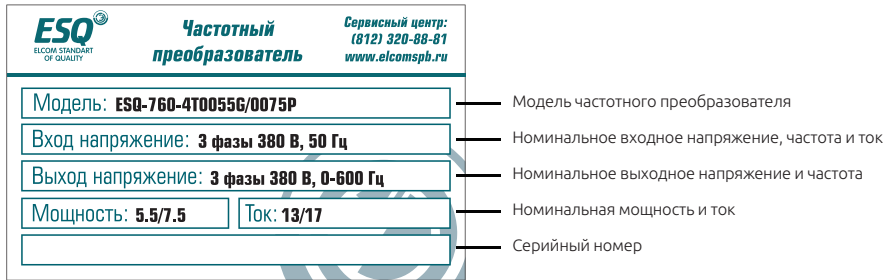 ESQ®
ELCOM STANDART
OF QUALITY
Частотный
преобразователь
Сервисный центр:
(812) 320-88-81
www.elcomspb.ru
Модель: ESQ-760-4T0055G/0075P
Модель частотного преобразователя
Вход напряжение: 3 фазы 380 В, 50 Гц
Номинальное входное напряжение, частота и ток
Выход напряжение: 3 фазы 380 В, 0-600 Гц
Номинальное выходное напряжение и частота
Мощность: 5.5/7.5 Ток: 13/17
Номинальная мощность и ток
Серийный номер